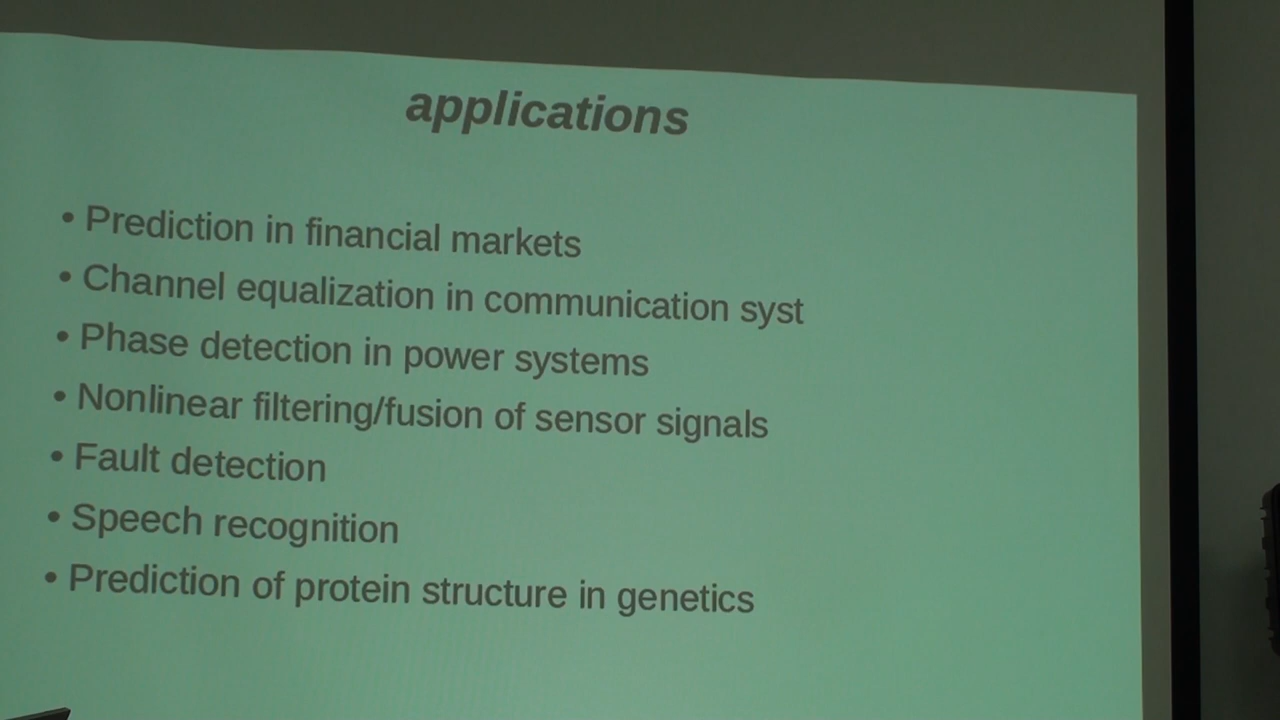 applications
• Prediction in financial markets
• Channel equalization in communication syst
• Phase detection in power systems
• Nonlinear filtering/fusion of sensor signals
• Fault detection
• Speech recognition
• Prediction of protein structure in genetics